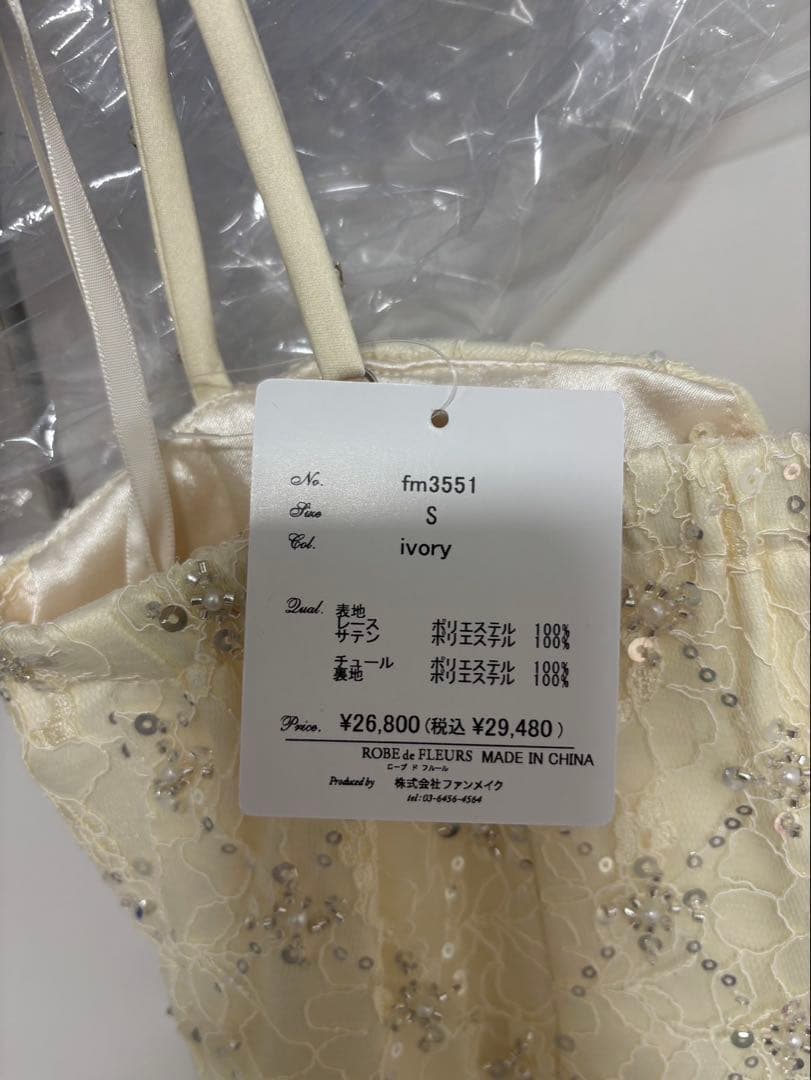 No. fm3551
Size S
Col. ivory
Qual. 表地
レース ポリエステル 100%
サテン ポリエステル 100%
チュール ポリエステル 100%
裏地 ポリエステル 100%
Price. ¥26,800(税込 ¥29,480)
ROBE de FLEURS MADE IN CHINA
ローブ ド フルール
Produced by 株式会社ファンメイク
tel:03-6456-4564